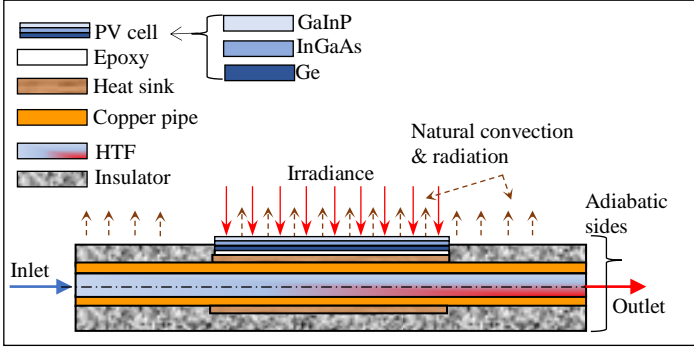 PV cell
Epoxy
Heat sink
Copper pipe
HTF
Insulator
GaInP
InGaAs
Ge
Natural convection
& radiation
Irradiance
Adiabatic
sides
Inlet
Outlet